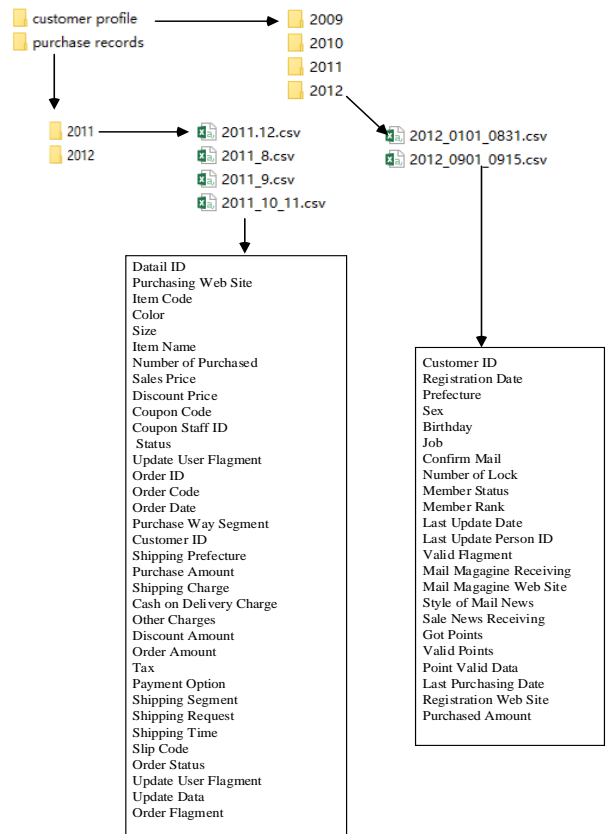 customer profile
purchase records
2009
2010
2011
2012
2011
2012
2011.12.csv
2011_8.csv
2011_9.csv
2011_10_11.csv
2012_0101_0831.csv
2012_0901_0915.csv
Datail ID
Purchasing Web Site
Item Code
Color
Size
Item Name
Number of Purchased
Sales Price
Discount Price
Coupon Code
Coupon Staff ID
Status
Update User Flagment
Order ID
Order Code
Order Date
Purchase Way Segment
Customer ID
Shipping Prefecture
Purchase Amount
Shipping Charge
Cash on Delivery Charge
Other Charges
Discount Amount
Order Amount
Tax
Payment Option
Shipping Segment
Shipping Request
Shipping Time
Slip Code
Order Status
Update User Flagment
Update Data
Order Flagment
Customer ID
Registration Date
Prefecture
Sex
Birthday
Job
Confirm Mail
Number of Lock
Member Status
Member Rank
Last Update Date
Last Update Person ID
Valid Flagment
Mail Magagine Receiving
Mail Magagine Web Site
Style of Mail News
Sale News Receiving
Got Points
Valid Points
Point Valid Data
Last Purchasing Date
Registration Web Site
Purchased Amount